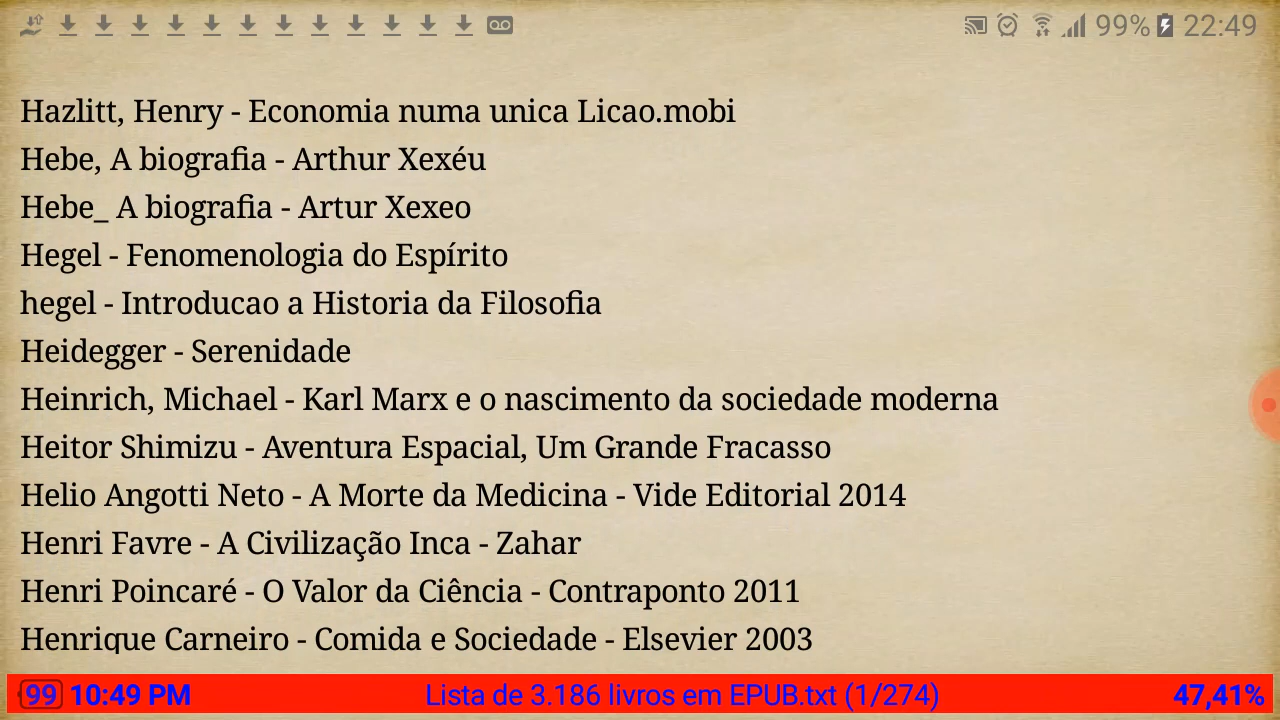 99% 22:49
Hazlitt, Henry - Economia numa unica Licao.mobi
Hebe, A biografia - Arthur Xexéu
Hebe_ A biografia - Artur Xexeo
Hegel - Fenomenologia do Espírito
hegel - Introducao a Historia da Filosofia
Heidegger - Serenidade
Heinrich, Michael - Karl Marx e o nascimento da sociedade moderna
Heitor Shimizu - Aventura Espacial, Um Grande Fracasso
Helio Angotti Neto - A Morte da Medicina - Vide Editorial 2014
Henri Favre - A Civilização Inca - Zahar
Henri Poincaré - O Valor da Ciência - Contraponto 2011
Henrique Carneiro - Comida e Sociedade - Elsevier 2003
99 10:49 PM Lista de 3.186 livros em EPUB.txt (1/274) 47,41%